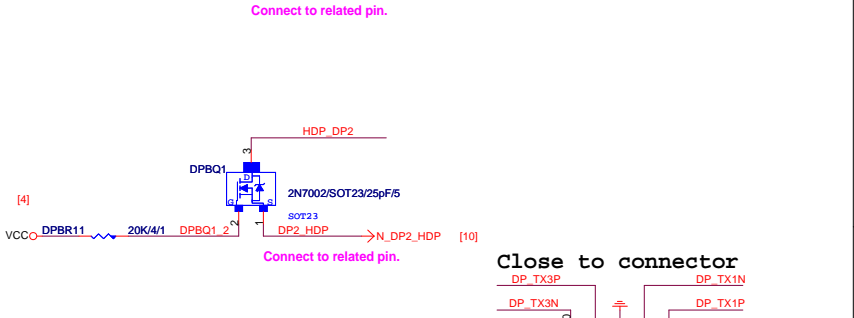 Connect to related pin.
HDP_DP2
3
DPBQ1
D
G
S
2N7002/SOT23/25pF/5
SOT23
[4]
2
1
VCC DPBR11 20K/4/1 DPBQ1_2 DP2_HDP N_DP2_HDP [10]
Connect to related pin.
Close to connector
DP_TX3P DP_TX1N
DP_TX3N DP_TX1P